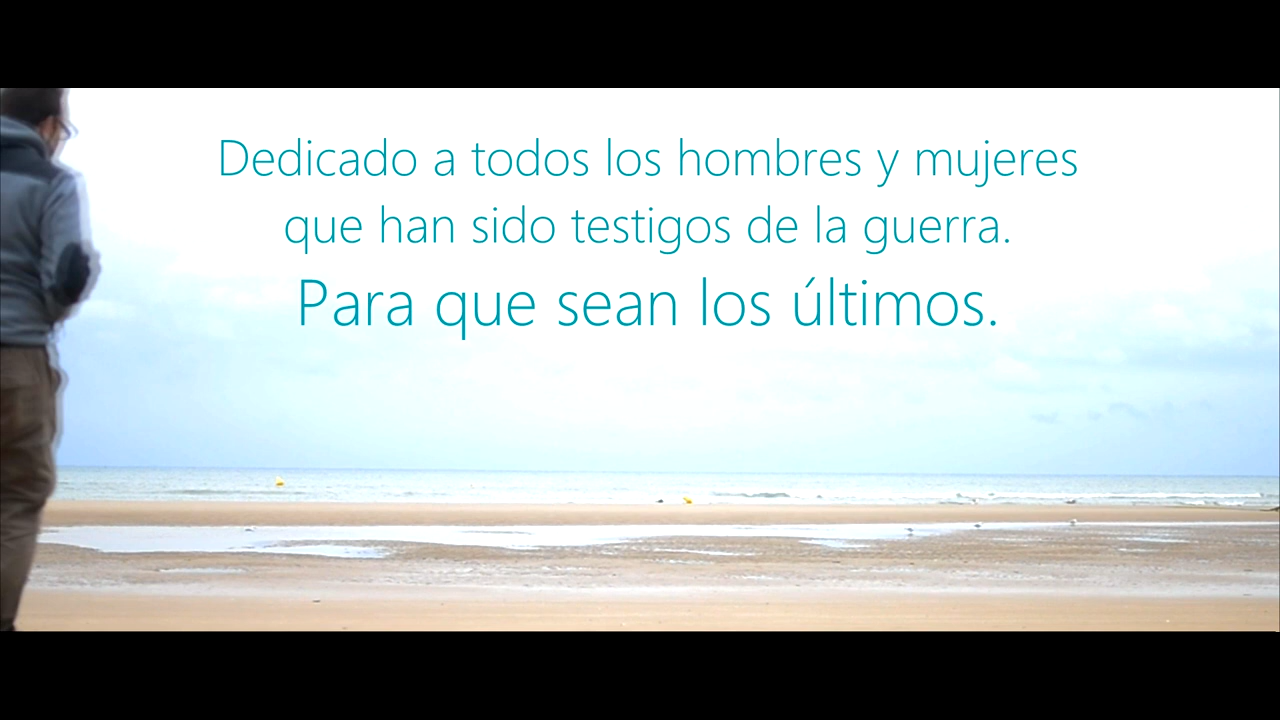 Dedicado a todos los hombres y mujeres
que han sido testigos de la guerra.
Para que sean los últimos.